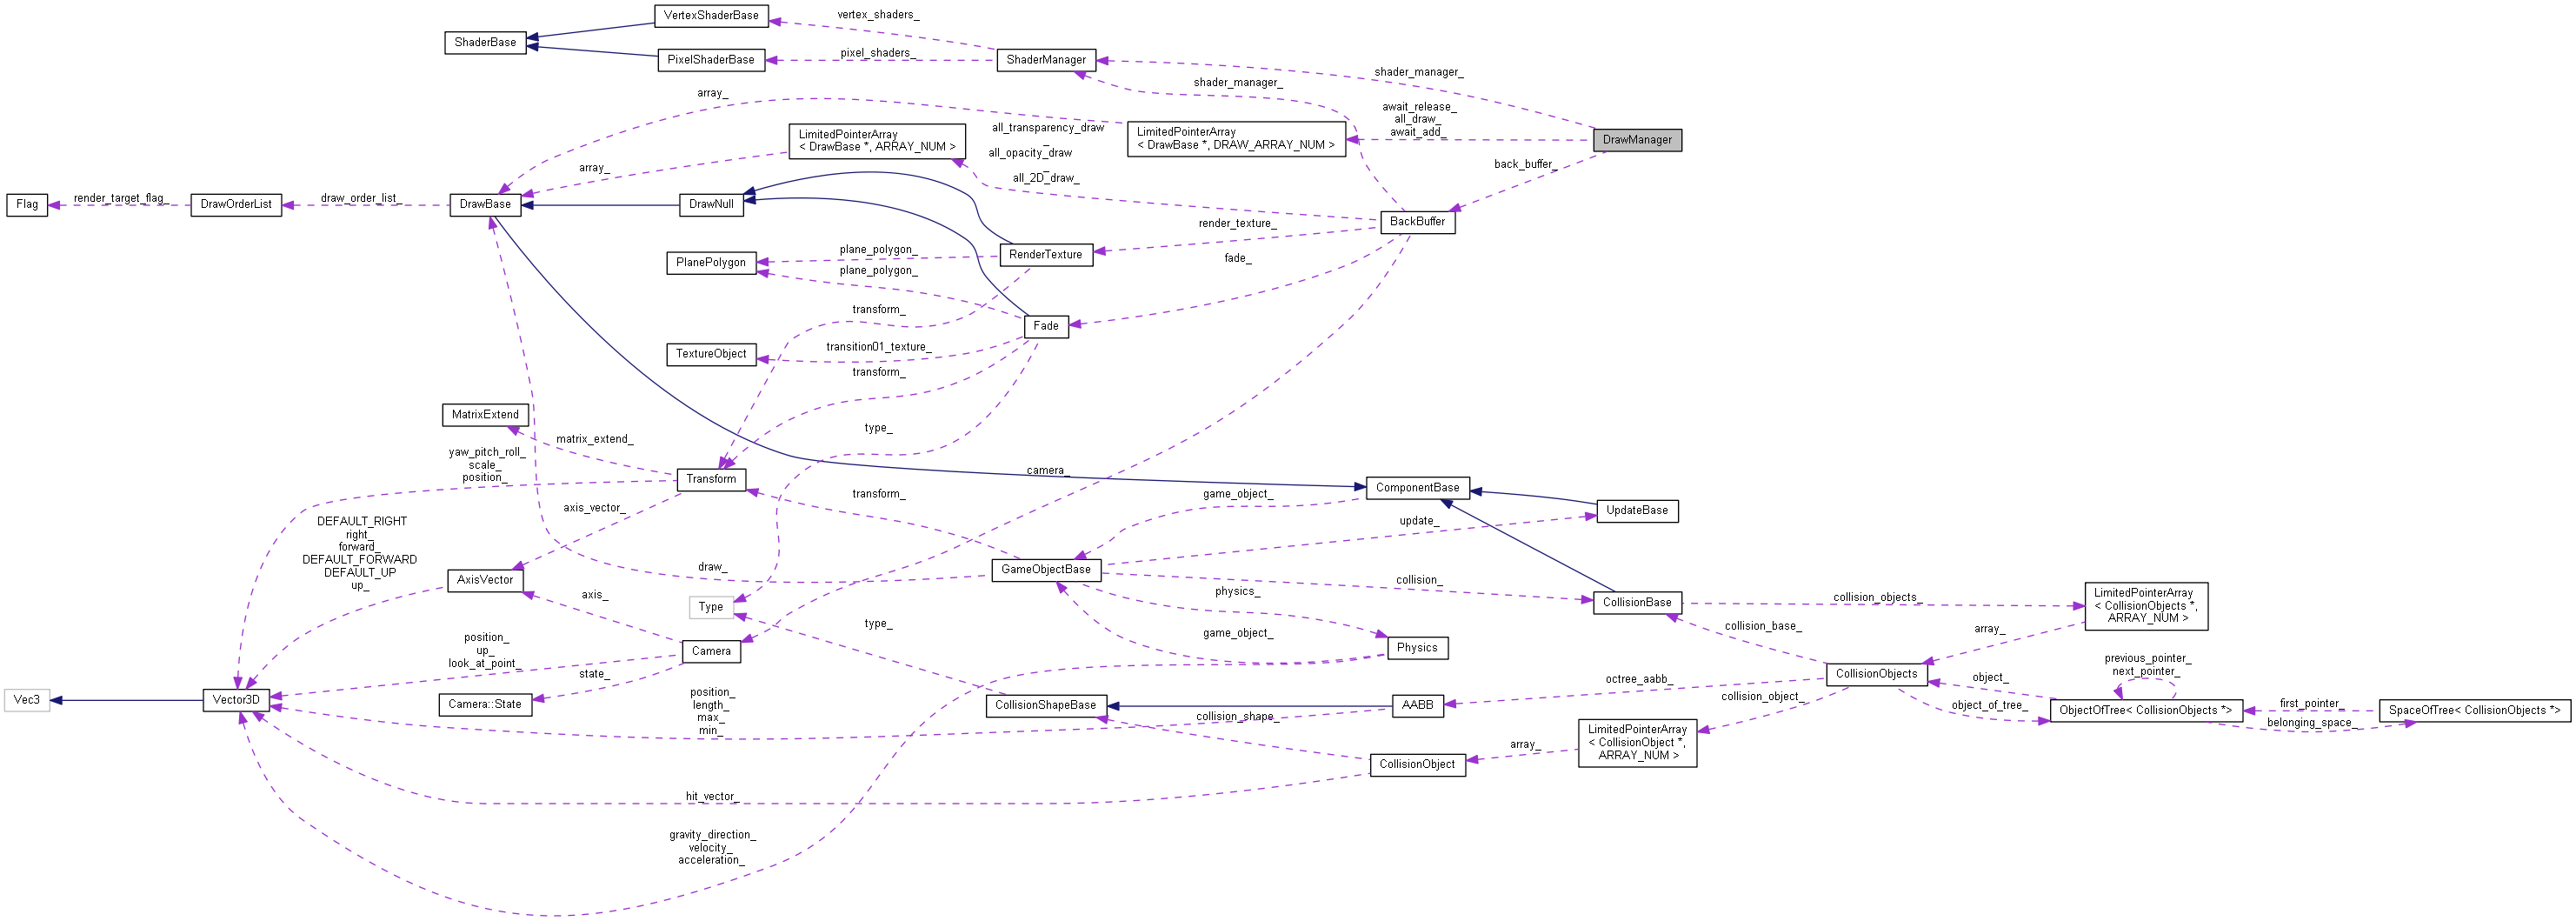 VertexShaderBase
vertex_shaders_
ShaderBase
PixelShaderBase
pixel_shaders_
ShaderManager
shader_manager_
shader_manager_
array_
await_release_
all_draw_
await_add_
LimitedPointerArray
< DrawBase *, ARRAY_NUM >
all_transparency_draw
_
all_opacity_draw
_
all_2D_draw_
LimitedPointerArray
< DrawBase *, DRAW_ARRAY_NUM >
DrawManager
array_
back_buffer_
Flag
render_target_flag_
DrawOrderList
draw_order_list_
DrawBase
DrawNull
BackBuffer
render_texture_
PlanePolygon
plane_polygon_
RenderTexture
plane_polygon_
fade_
transform_
Fade
TextureObject
transition01_texture_
transform_
MatrixExtend
matrix_extend_
type_
yaw_pitch_roll_
scale_
position_
Transform
camera_
ComponentBase
transform_
game_object_
UpdateBase
axis_vector_
update_
DEFAULT_RIGHT
right_
forward_
DEFAULT_FORWARD
DEFAULT_UP
up_
AxisVector
draw_
GameObjectBase
collision_
axis_
Type
physics_
CollisionBase
collision_objects_
LimitedPointerArray
< CollisionObjects *,
ARRAY_NUM >
type_
game_object_
collision_base_
array_
position_
up_
look_at_point_
Camera
Physics
state_
octree_aabb_
CollisionObjects
object_
previous_pointer_
next_pointer_
Vec3
Vector3D
Camera::State
position_
length_
max_
min_
CollisionShapeBase
collision_shape_
AABB
collision_object_
object_of_tree_
ObjectOfTree< CollisionObjects *>
first_pointer_
belonging_space_
SpaceOfTree< CollisionObjects *>
LimitedPointerArray
< CollisionObject *,
ARRAY_NUM >
array_
CollisionObject
hit_vector_
gravity_direction_
velocity_
acceleration_